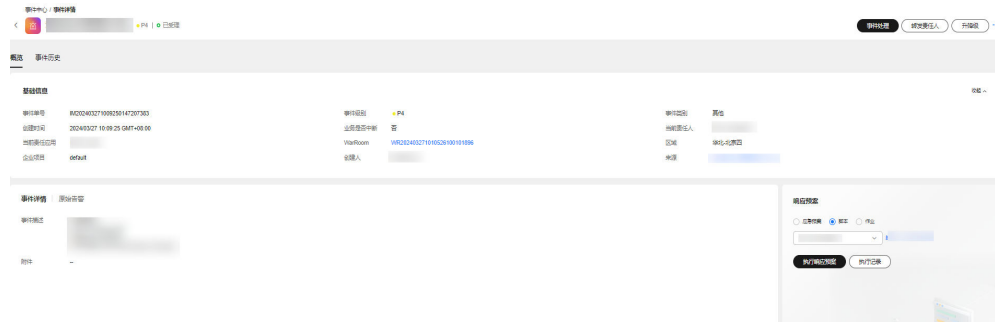 事件中心 / 事件详情
P4 已受理
事件处理 转发责任人 升降级
概览 事件历史
基础信息 收起
事件单号 IM202403271009250147207383 事件级别 P4 事件类别 其他
创建时间 2024/03/27 10:09:25 GMT+08:00 业务是否中断 否 当前责任人
当前责任应用 WarRoom WR20240327101052610010189​6 区域 华北-北京四
企业项目 default 创建人 来源
事件详情 原始告警 响应预案
事件描述 应急预案 脚本 作业
附件 -- 执行响应预案 执行记录